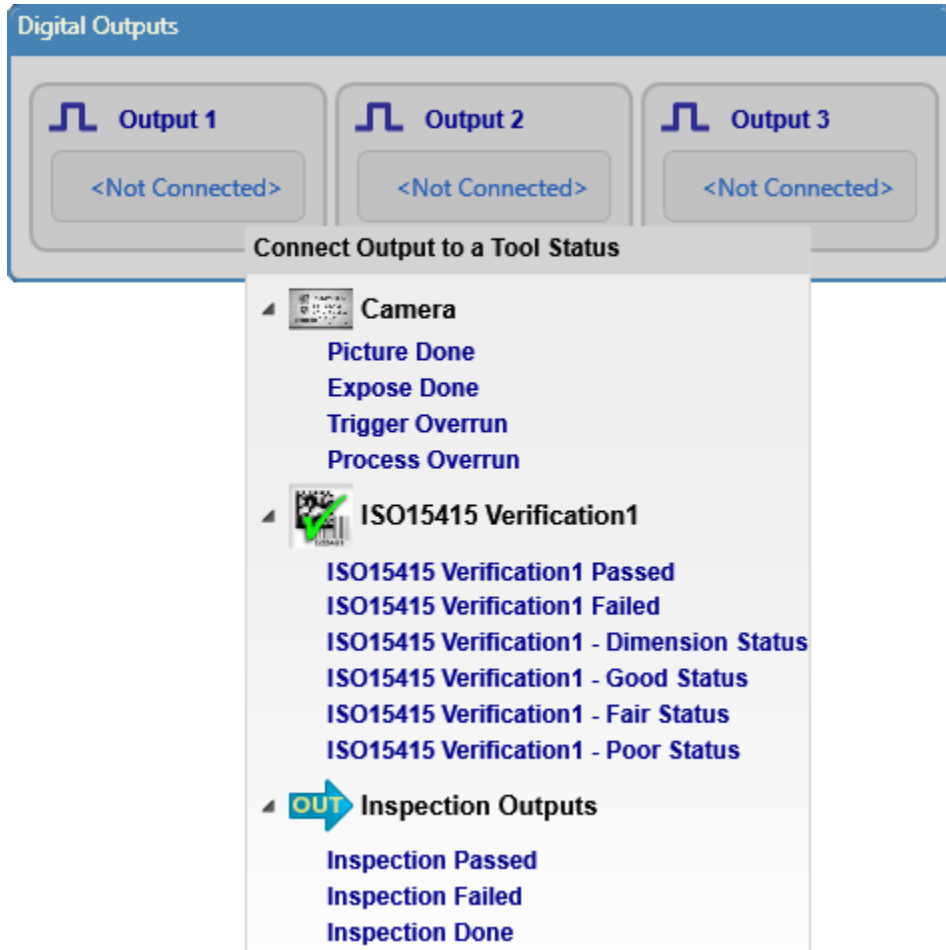 Digital Outputs
Output 1
Output 2
Output 3
<Not Connected>
<Not Connected>
<Not Connected>
Connect Output to a Tool Status
Camera
Picture Done
Expose Done
Trigger Overrun
Process Overrun
ISO15415 Verification1
ISO15415 Verification1 Passed
ISO15415 Verification1 Failed
ISO15415 Verification1 - Dimension Status
ISO15415 Verification1 - Good Status
ISO15415 Verification1 - Fair Status
ISO15415 Verification1 - Poor Status
OUT Inspection Outputs
Inspection Passed
Inspection Failed
Inspection Done